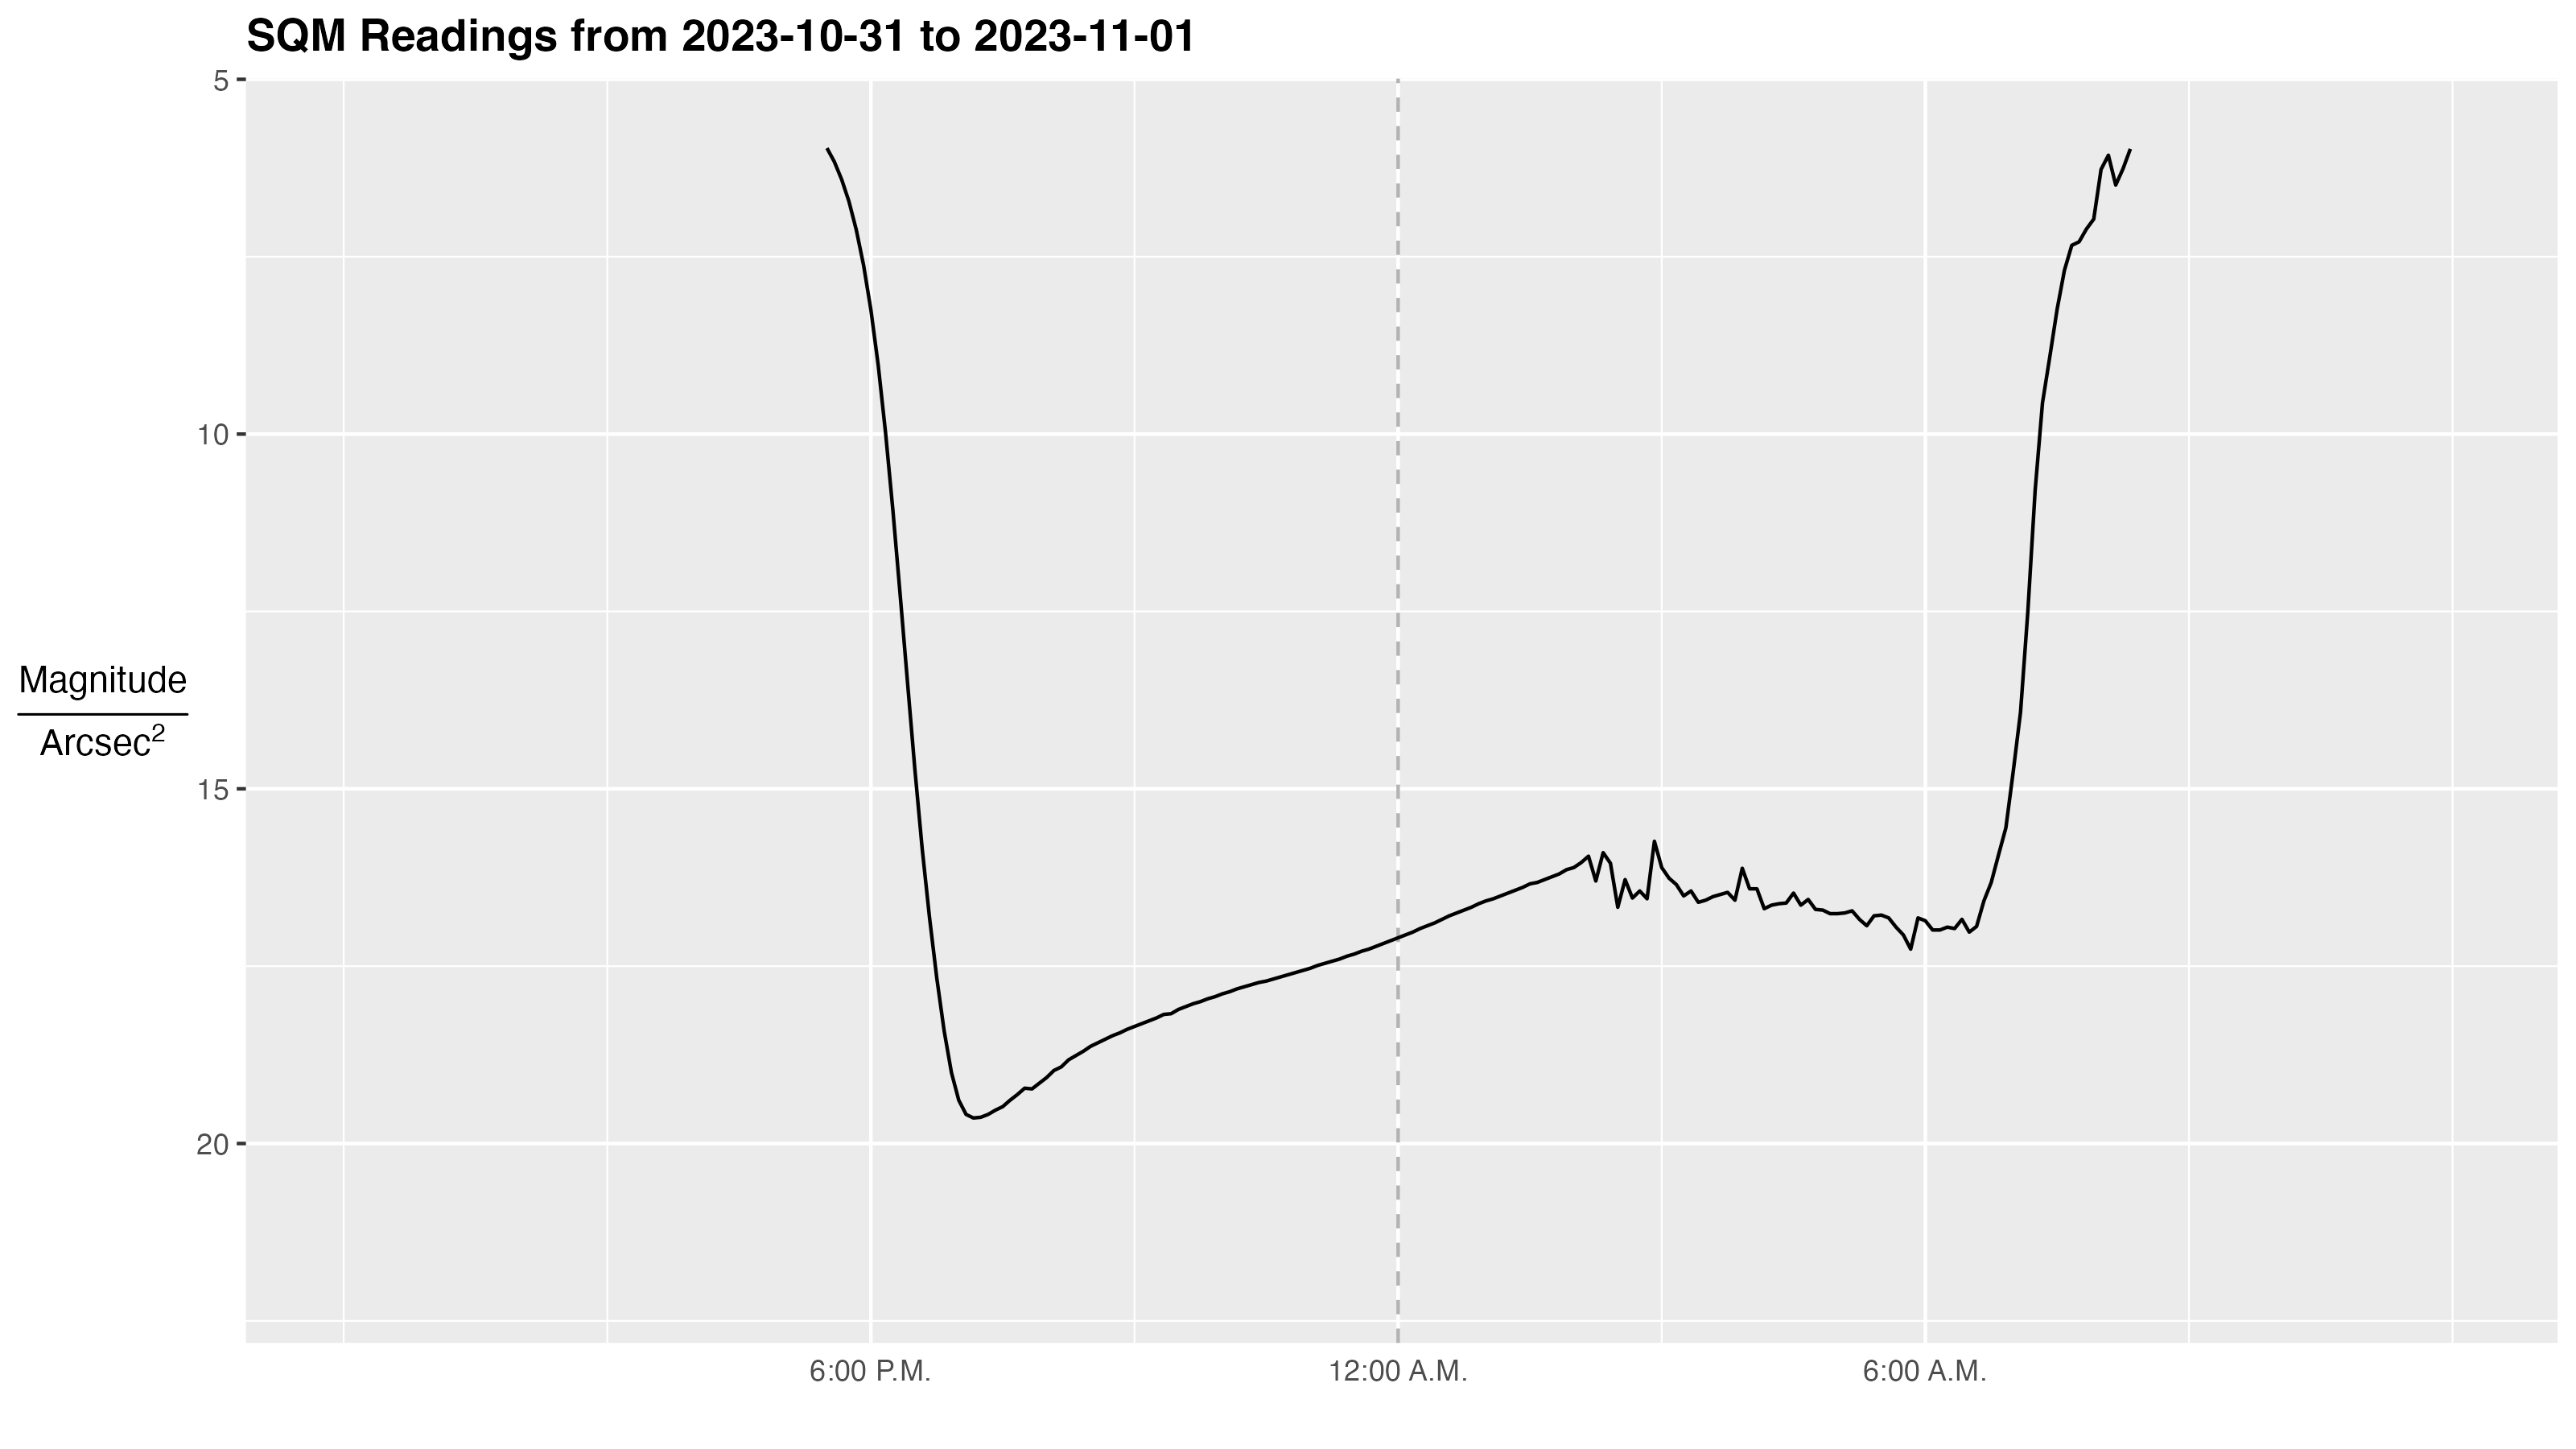 SQM Readings from 2023-10-31 to 2023-11-01
5
10
15
20
Magnitude
Arcsec²
6:00 P.M.
12:00 A.M.
6:00 A.M.